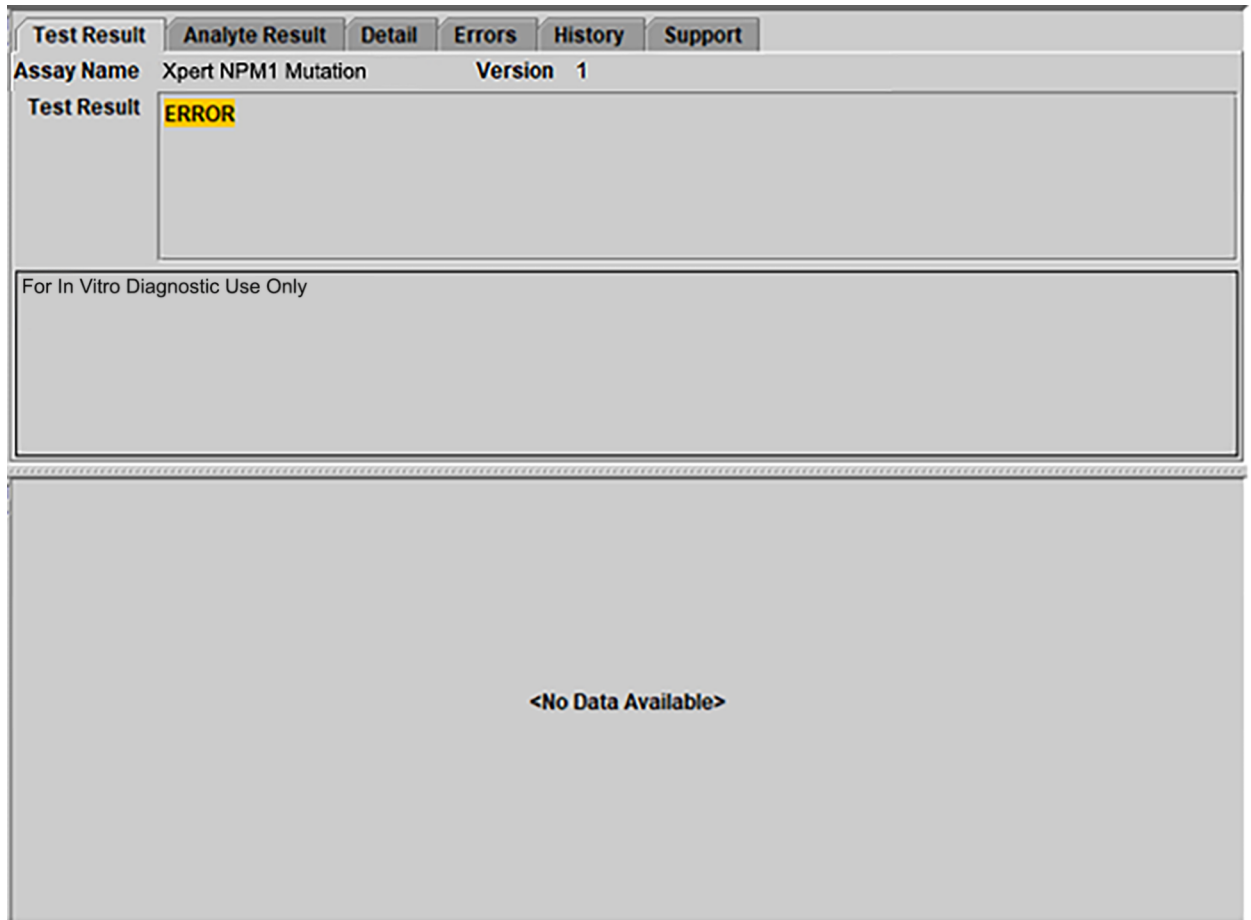 Test Result Analyte Result Detail Errors History Support
Assay Name Xpert NPM1 Mutation Version 1
Test Result ERROR
For In Vitro Diagnostic Use Only
<No Data Available>